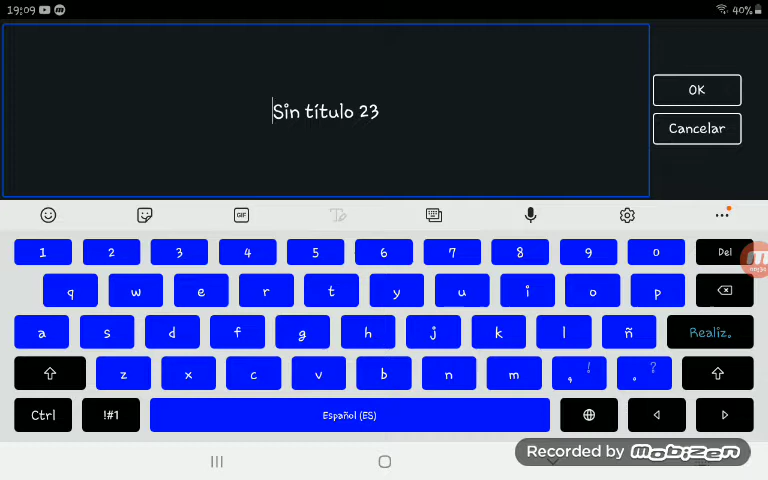 19:09
40%
Sin título 23
OK
Cancelar
GIF
1 2 3 4 5 6 7 8 9 0 Del
q w e r t y u i o p
a s d f g h j k l ñ Realiz.
z x c v b n m , ! . ?
Ctrl !#1 Español (ES)
Recorded by mobizen